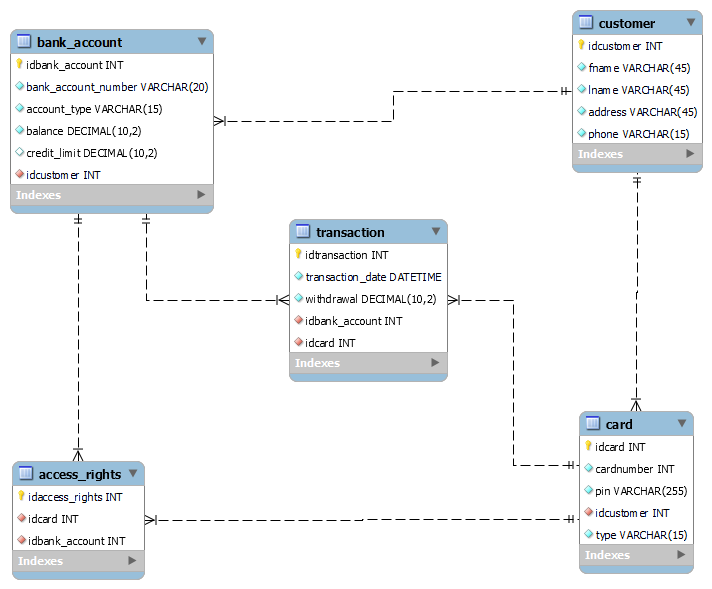 bank_account
idbank_account INT
bank_account_number VARCHAR(20)
account_type VARCHAR(15)
balance DECIMAL(10,2)
credit_limit DECIMAL(10,2)
idcustomer INT
Indexes
customer
idcustomer INT
fname VARCHAR(45)
lname VARCHAR(45)
address VARCHAR(45)
phone VARCHAR(15)
Indexes
transaction
idtransaction INT
transaction_date DATETIME
withdrawal DECIMAL(10,2)
idbank_account INT
idcard INT
Indexes
access_rights
idaccess_rights INT
idcard INT
idbank_account INT
Indexes
card
idcard INT
cardnumber INT
pin VARCHAR(255)
idcustomer INT
type VARCHAR(15)
Indexes